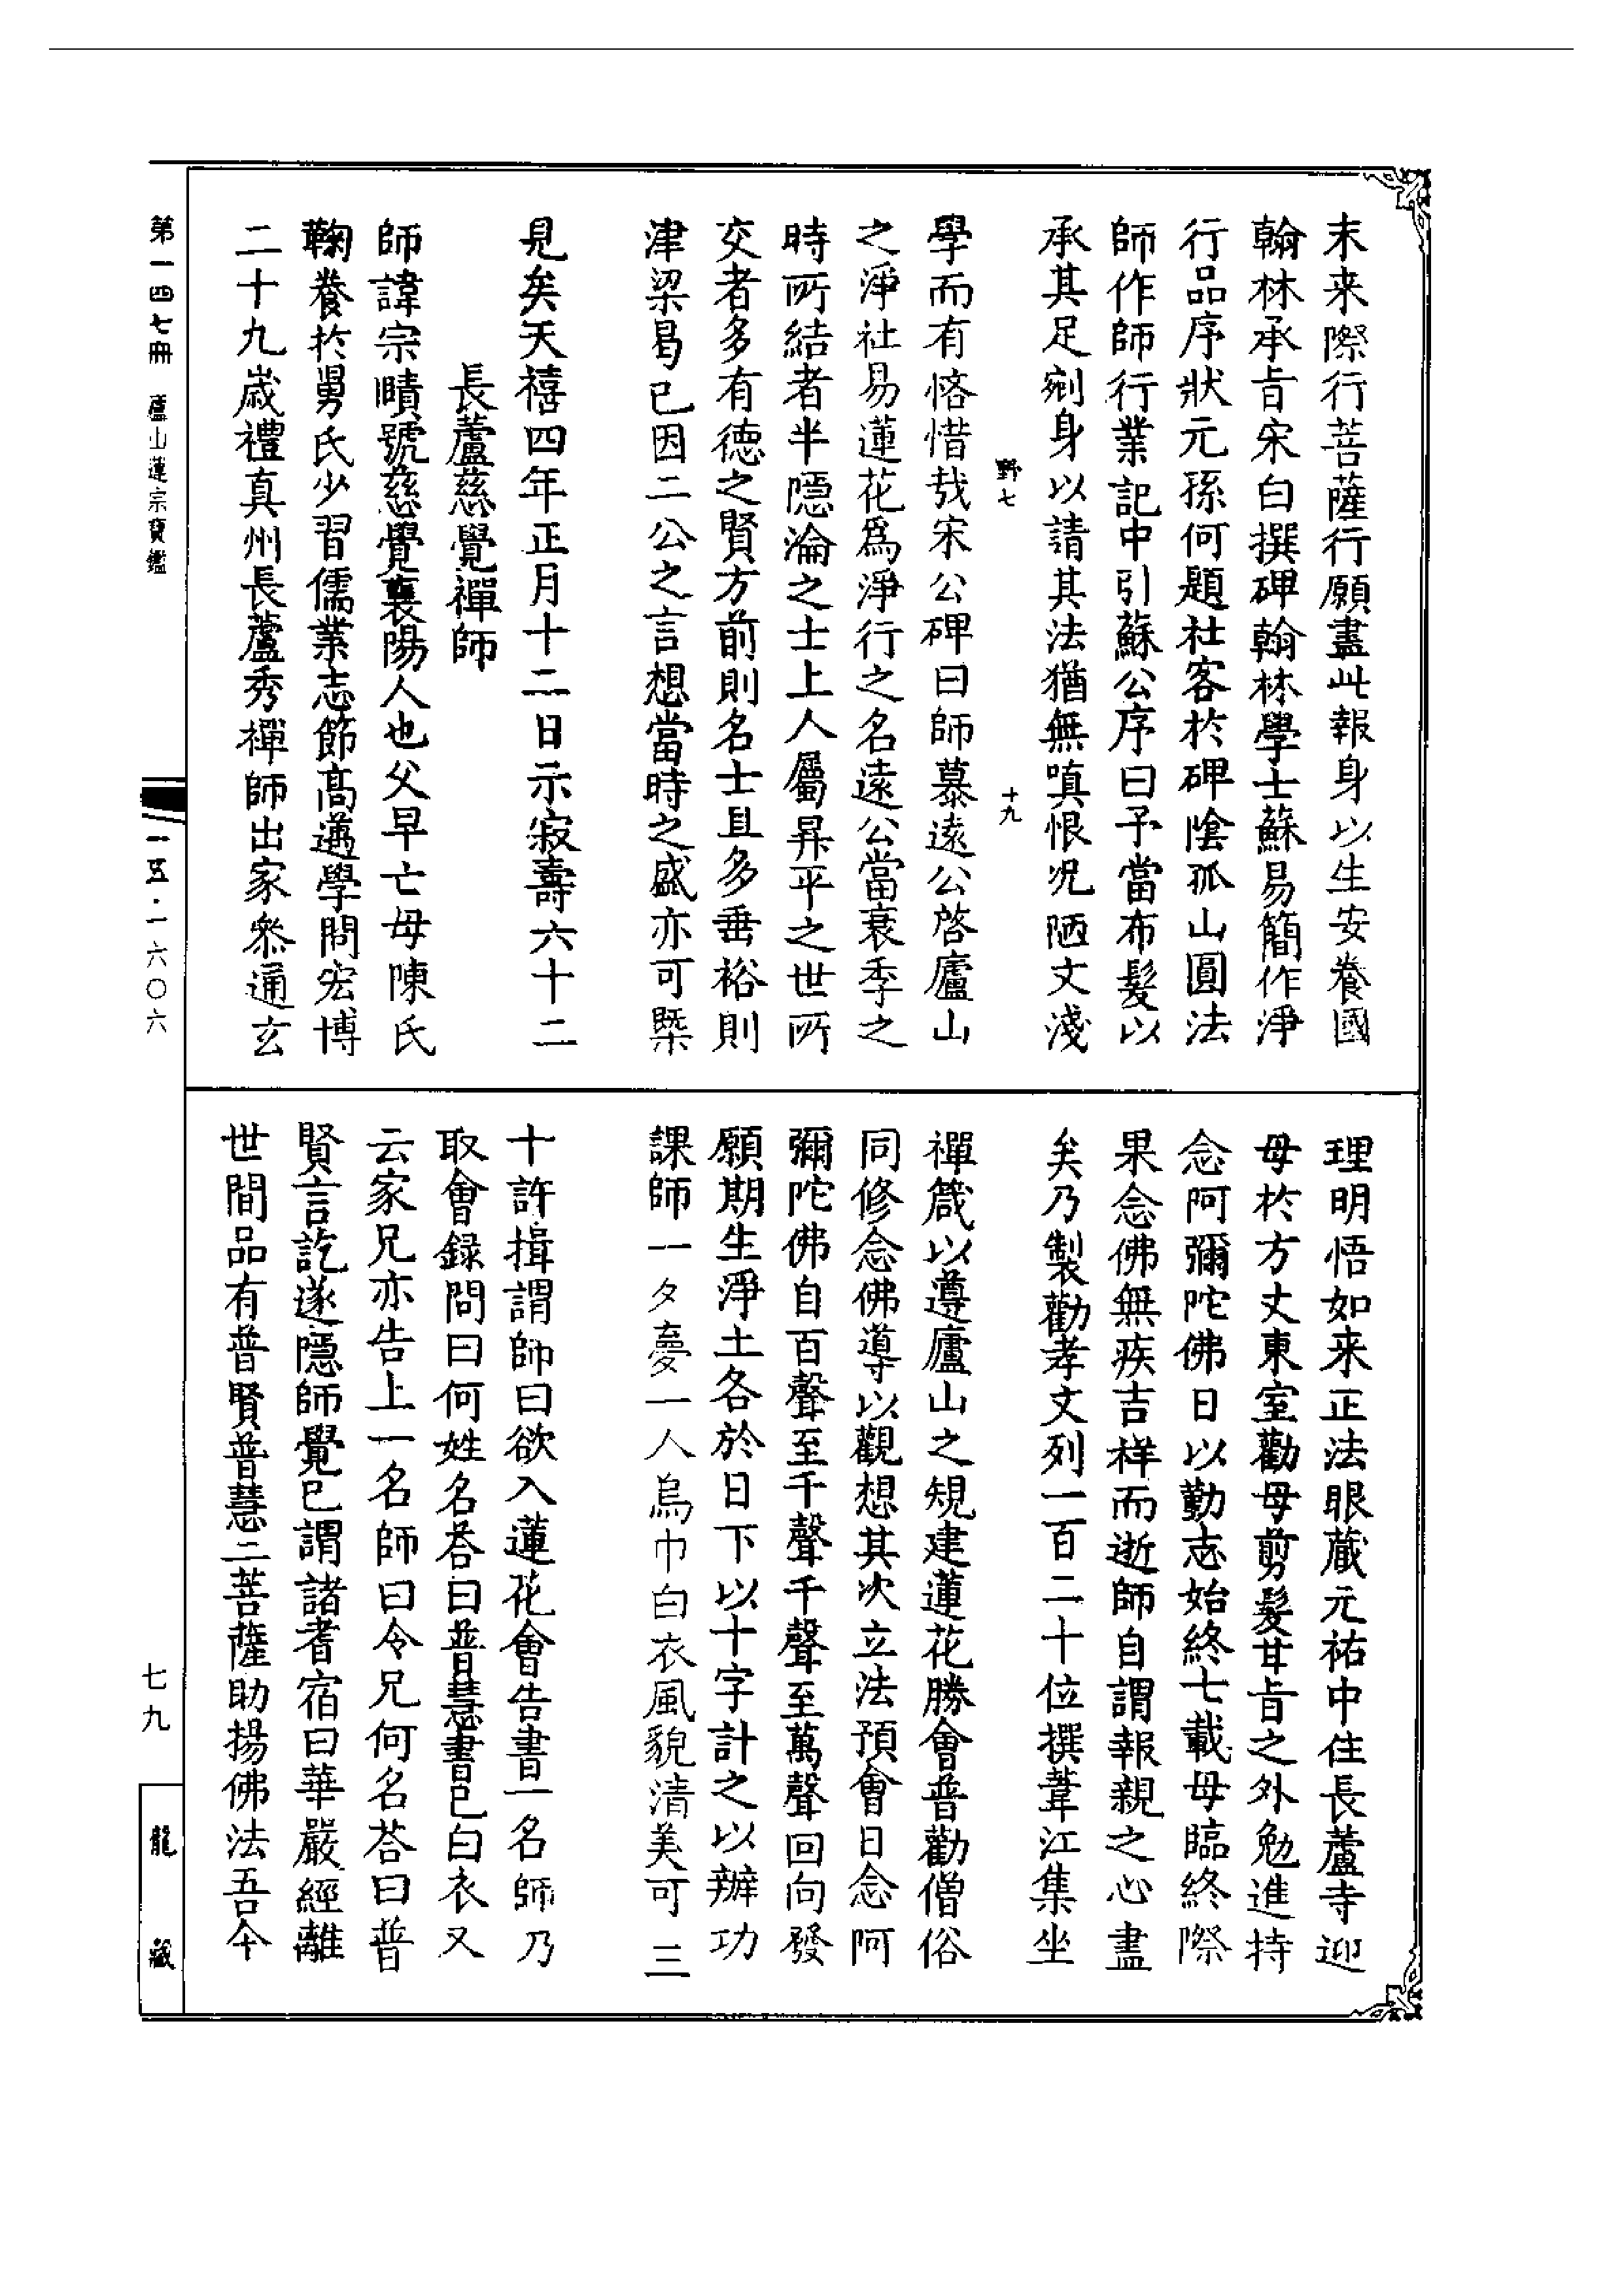 末来際行菩薩行願盡此報身以生安養國
翰林承旨宋白撰碑翰林學士蘇易簡作淨
行品序狀元孫何題社客於碑陰孤山圓法
師作師行業記中引蘇公序曰予當布髮以
承其足剜身以請其法猶無嗔恨況陋文淺
野七
十九
學而有悋惜哉宋公碑曰師慕遠公啓廬山
之淨社易蓮花爲淨行之名遠公當衰季之
時所結者半隱淪之士上人屬昇平之世所
交者多有德之賢方前則名士且多垂裕則
津梁曷已因二公之言想當時之盛亦可槩
見矣天禧四年正月十二日示寂壽六十二
長蘆慈覺禪師
師諱宗賾號慈覺襄陽人也父早亡母陳氏
鞠養於舅氏少習儒業志節高邁學問宏博
二十九歲禮真州長蘆秀禪師出家叅通玄
理明悟如来正法眼蔵元祐中住長蘆寺迎
母於方丈東室勸母剪髮甘旨之外勉進持
念阿彌陀佛日以勤志始終七載母臨終際
果念佛無疾吉祥而逝師自謂報親之心盡
矣乃製勸孝文列一百二十位撰葦江集坐
禪箴以遵廬山之規建蓮花勝會普勸僧俗
同修念佛導以觀想其次立法預會日念阿
彌陀佛自百聲至千聲千聲至萬聲回向發
願期生淨土各於日下以十字計之以辦功
課師一夕夢一人烏巾白衣風貌清美可三
十許揖謂師曰欲入蓮花會告書一名師乃
取會録問曰何姓名荅曰普慧書已白衣又
云家兄亦告上一名師曰令兄何名荅曰普
賢言訖遂隱師覺已謂諸耆宿曰華嚴經離
世間品有普賢普慧二菩薩助揚佛法吾今
第一四七冊 廬山蓮宗寶鑑
一五·一六〇六
七九
龍藏